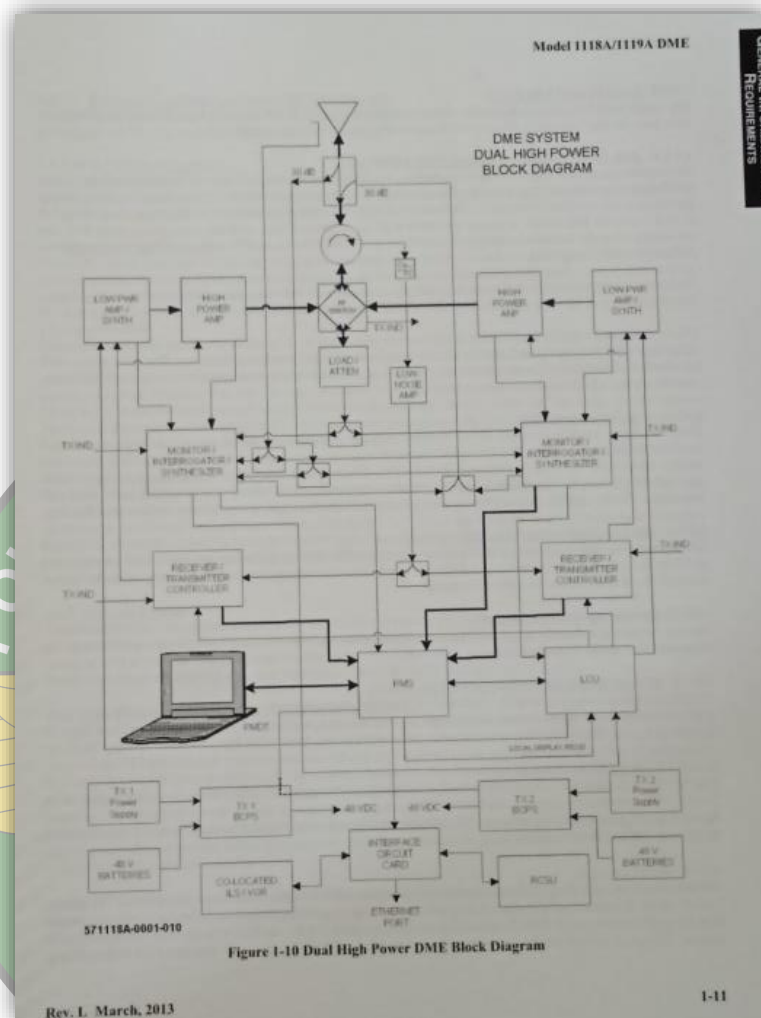 Model 1118A/1119A DME
REQUIREMENTS
DME SYSTEM
DUAL HIGH POWER
BLOCK DIAGRAM
30 dB
30 dB
LOW PWR
AMP /
SYNTH
HIGH
POWER
AMP
RF
SWITCH
TX IND
HIGH
POWER
AMP
LOW PWR
AMP /
SYNTH
LOAD /
ATTEN
LOW
NOISE
AMP
TX IND
MONITOR /
INTERROGATOR /
SYNTHESIZER
MONITOR /
INTERROGATOR /
SYNTHESIZER
TX IND
RECEIVER /
TRANSMITTER
CONTROLLER
RECEIVER /
TRANSMITTER
CONTROLLER
TX IND
TX IND
RMS
LCU
PMDT
TX 1
Power
Supply
TX 1
BCPS
48 VDC
48 VDC
TX 2
BCPS
TX 2
Power
Supply
48 V
BATTERIES
48 V
BATTERIES
INTERFACE
CIRCUIT
CARD
CO-LOCATED
ILS / VOR
RCSU
ETHERNET
PORT
571118A-0001-010
Figure 1-10 Dual High Power DME Block Diagram
Rev. L March, 2013
1-11